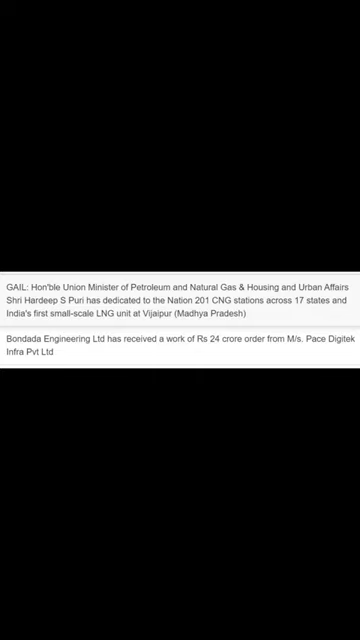 GAIL: Hon'ble Union Minister of Petroleum and Natural Gas & Housing and Urban Affairs
Shri Hardeep S Puri has dedicated to the Nation 201 CNG stations across 17 states and
India's first small-scale LNG unit at Vijaipur (Madhya Pradesh)
Bondada Engineering Ltd has received a work of Rs 24 crore order from M/s. Pace Digitek
Infra Pvt Ltd